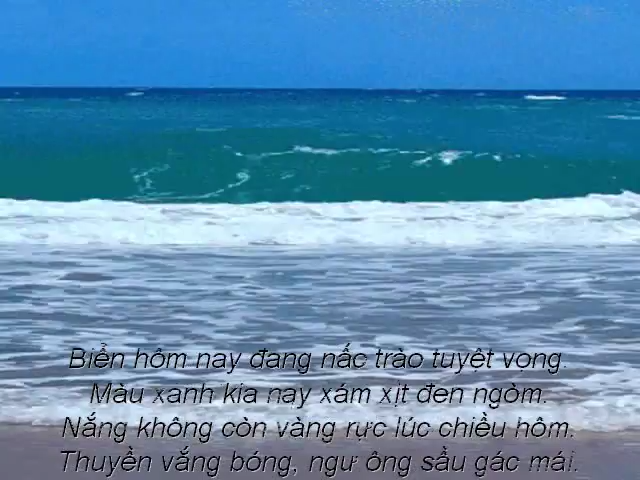 Biển hôm nay đang nấc trào tuyệt vọng.
Màu xanh kia nay xám xịt đen ngòm.
Nắng không còn vàng rực lúc chiều hôm.
Thuyền vắng bóng, ngư ông sầu gác mái.